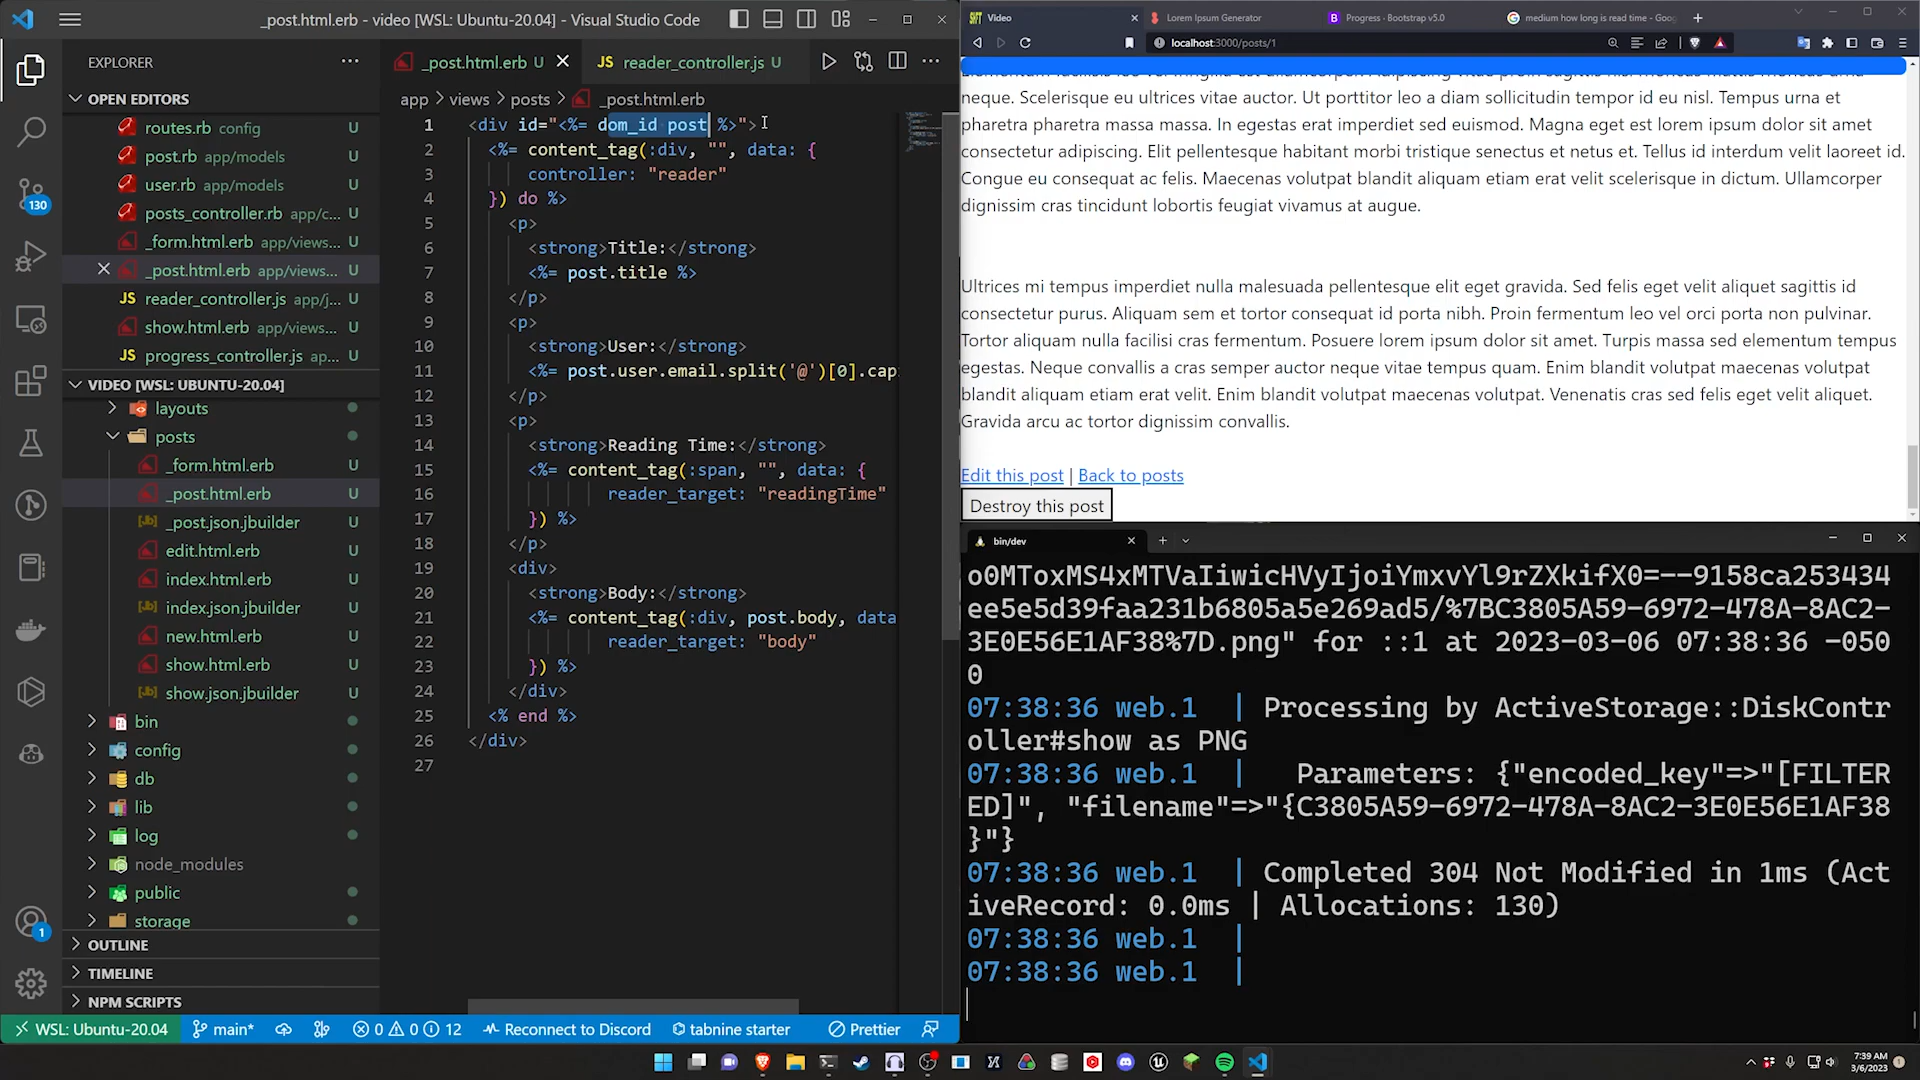 _post.html.erb - video [WSL: Ubuntu-20.04] - Visual Studio Code
EXPLORER
OPEN EDITORS
routes.rb config
post.rb app/models
user.rb app/models
posts_controller.rb app/c... U
_form.html.erb app/views... U
_post.html.erb app/views... U
JS reader_controller.js app/j... U
show.html.erb app/views... U
JS progress_controller.js ap... U
VIDEO [WSL: UBUNTU-20.04]
layouts
posts
_form.html.erb U
_post.html.erb U
_post.json.jbuilder U
edit.html.erb U
index.html.erb U
index.json.jbuilder U
new.html.erb U
show.html.erb U
show.json.jbuilder U
bin
config
db
lib
log
node_modules
public
storage
OUTLINE
TIMELINE
NPM SCRIPTS
130
1
_post.html.erb U
JS reader_controller.js U
app > views > posts > _post.html.erb
1 <div id="<%= dom_id post %>">
2 <%= content_tag(:div, "", data: {
3 controller: "reader"
4 }) do %>
5 <p>
6 <strong>Title:</strong>
7 <%= post.title %>
8 </p>
9 <p>
10 <strong>User:</strong>
11 <%= post.user.email.split('@')[0].cap
12 </p>
13 <p>
14 <strong>Reading Time:</strong>
15 <%= content_tag(:span, "", data: {
16 reader_target: "readingTime"
17 }) %>
18 </p>
19 <div>
20 <strong>Body:</strong>
21 <%= content_tag(:div, post.body, data
22 reader_target: "body"
23 }) %>
24 </div>
25 <% end %>
26 </div>
27
WSL: Ubuntu-20.04 main* 0 0 12 Reconnect to Discord tabnine starter Prettier
Video
Lorem Ipsum Generator
Progress · Bootstrap v5.0
medium how long is read time - Goog
localhost:3000/posts/1
neque. Scelerisque eu ultrices vitae auctor. Ut porttitor leo a diam sollicitudin tempor id eu nisl. Tempus urna et
pharetra pharetra massa massa. In egestas erat imperdiet sed euismod. Magna eget est lorem ipsum dolor sit amet
consectetur adipiscing. Elit pellentesque habitant morbi tristique senectus et netus et. Tellus id interdum velit laoreet id.
Congue eu consequat ac felis. Maecenas volutpat blandit aliquam etiam erat velit scelerisque in dictum. Ullamcorper
dignissim cras tincidunt lobortis feugiat vivamus at augue.
Ultrices mi tempus imperdiet nulla malesuada pellentesque elit eget gravida. Sed felis eget velit aliquet sagittis id
consectetur purus. Aliquam sem et tortor consequat id porta nibh. Proin fermentum leo vel orci porta non pulvinar.
Tortor aliquam nulla facilisi cras fermentum. Posuere lorem ipsum dolor sit amet. Turpis massa sed elementum tempus
egestas. Neque convallis a cras semper auctor neque vitae tempus quam. Enim blandit volutpat maecenas volutpat
blandit aliquam etiam erat velit. Enim blandit volutpat maecenas volutpat. Venenatis cras sed felis eget velit aliquet.
Gravida arcu ac tortor dignissim convallis.
Edit this post | Back to posts
Destroy this post
bin/dev
o0MToxMS4xMTVaIiwicHVyIjoiYmxvYl9rZXkifX0=--9158ca253434
ee5e5d39faa231b6805a5e269ad5/%7BC3805A59-6972-478A-8AC2-
3E0E56E1AF38%7D.png" for ::1 at 2023-03-06 07:38:36 -050
0
07:38:36 web.1 | Processing by ActiveStorage::DiskContr
oller#show as PNG
07:38:36 web.1 | Parameters: {"encoded_key"=>"[FILTER
ED]", "filename"=>"{C3805A59-6972-478A-8AC2-3E0E56E1AF38
}"}
07:38:36 web.1 | Completed 304 Not Modified in 1ms (Act
iveRecord: 0.0ms | Allocations: 130)
07:38:36 web.1 |
07:38:36 web.1 |
7:39 AM
3/6/2023